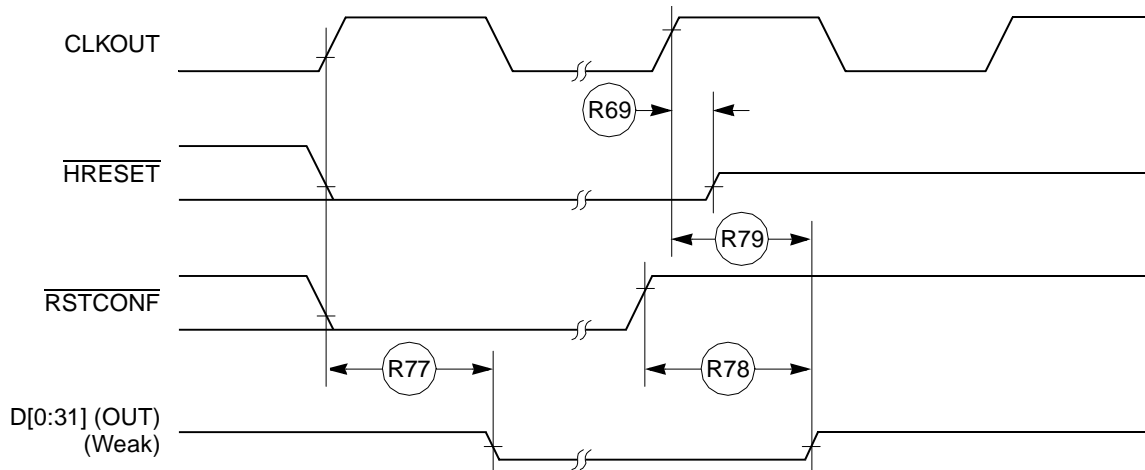 CLKOUT
R69
HRESET
R79
RSTCONF
R77
R78
D[0:31] (OUT)
(Weak)